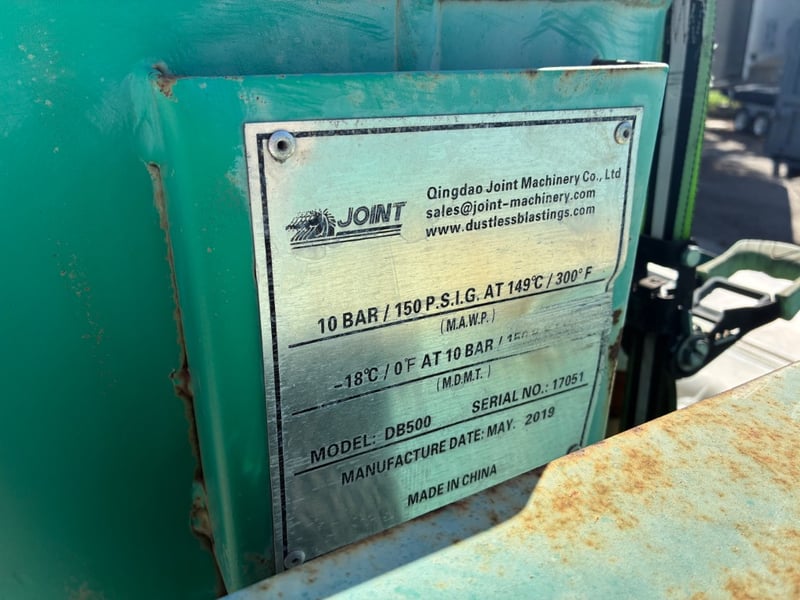 JOINT
Qingdao Joint Machinery Co., Ltd
sales@joint-machinery.com
www.dustlessblastings.com
10 BAR / 150 P.S.I.G. AT 149℃ / 300°F
(M.A.W.P.)
-18℃ / 0℉ AT 10 BAR / 150
(M.D.M.T.)
MODEL: DB500 SERIAL NO.: 17051
MANUFACTURE DATE: MAY. 2019
MADE IN CHINA